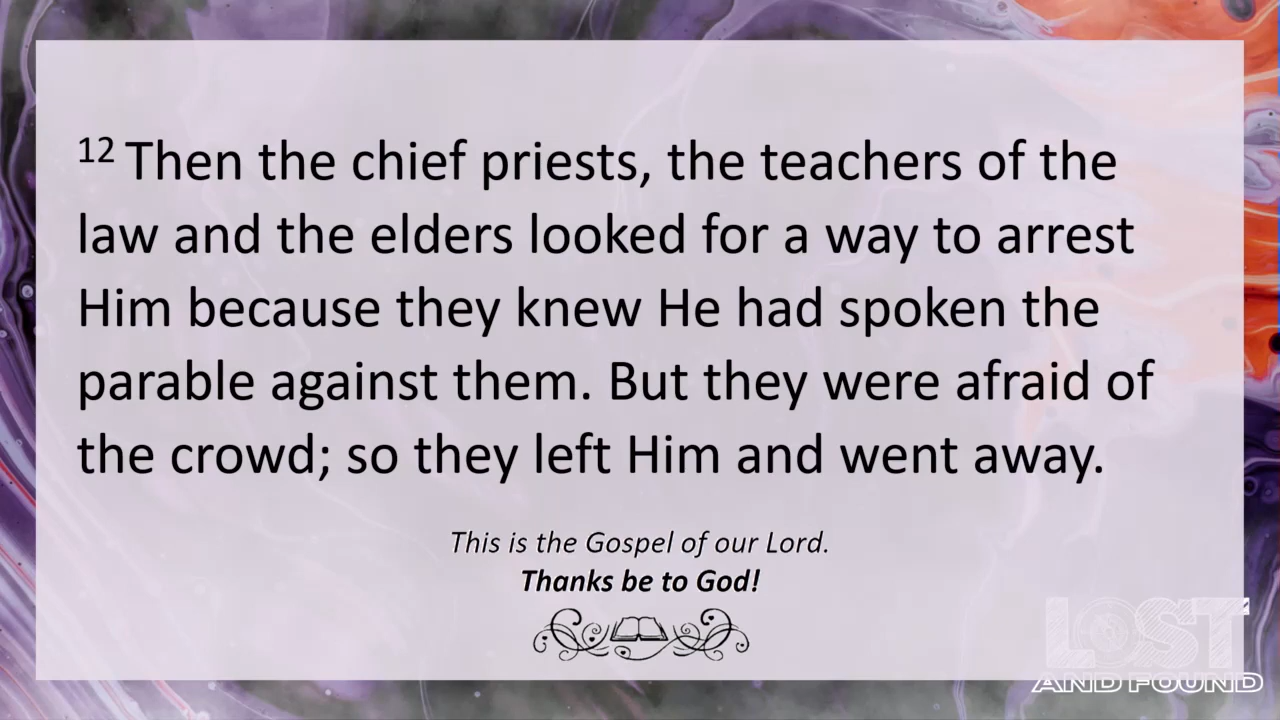 12 Then the chief priests, the teachers of the
law and the elders looked for a way to arrest
Him because they knew He had spoken the
parable against them. But they were afraid of
the crowd; so they left Him and went away.
This is the Gospel of our Lord.
Thanks be to God!
LOST
AND FOUND